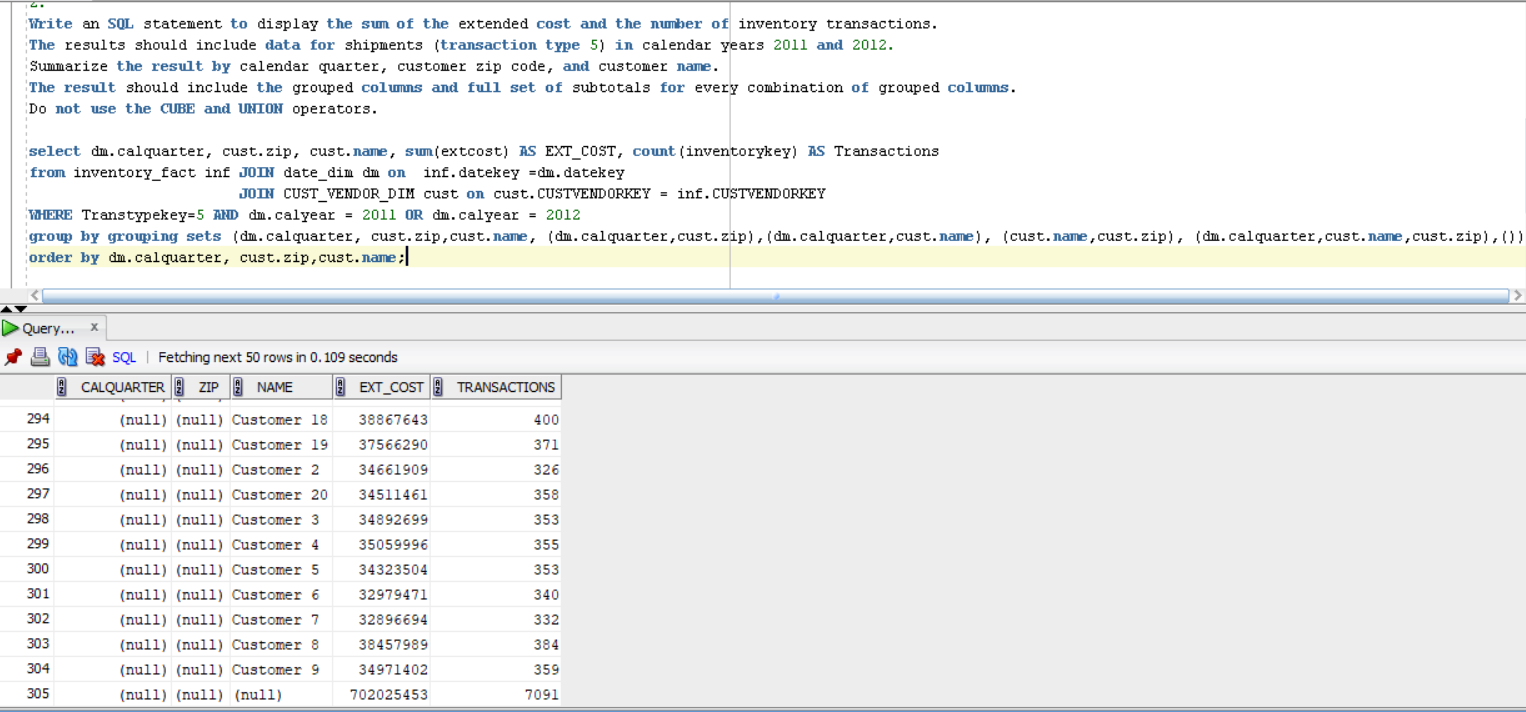 2.
Write an SQL statement to display the sum of the extended cost and the number of inventory transactions.
The results should include data for shipments (transaction type 5) in calendar years 2011 and 2012.
Summarize the result by calendar quarter, customer zip code, and customer name.
The result should include the grouped columns and full set of subtotals for every combination of grouped columns.
Do not use the CUBE and UNION operators.
select dm.calquarter, cust.zip, cust.name, sum(extcost) AS EXT_COST, count(inventorykey) AS Transactions
from inventory_fact inf JOIN date_dim dm on  inf.datekey =dm.datekey
JOIN CUST_VENDOR_DIM cust on cust.CUSTVENDORKEY = inf.CUSTVENDORKEY
WHERE Transtypekey=5 AND dm.calyear = 2011 OR dm.calyear = 2012
group by grouping sets (dm.calquarter, cust.zip,cust.name, (dm.calquarter,cust.zip),(dm.calquarter,cust.name), (cust.name,cust.zip), (dm.calquarter,cust.name,cust.zip),())
order by dm.calquarter, cust.zip,cust.name;
Query... x
SQL | Fetching next 50 rows in 0.109 seconds
CALQUARTER ZIP NAME EXT_COST TRANSACTIONS
294 (null) (null) Customer 18 38867643 400
295 (null) (null) Customer 19 37566290 371
296 (null) (null) Customer 2 34661909 326
297 (null) (null) Customer 20 34511461 358
298 (null) (null) Customer 3 34892699 353
299 (null) (null) Customer 4 35059996 355
300 (null) (null) Customer 5 34323504 353
301 (null) (null) Customer 6 32979471 340
302 (null) (null) Customer 7 32896694 332
303 (null) (null) Customer 8 38457989 384
304 (null) (null) Customer 9 34971402 359
305 (null) (null) (null) 702025453 7091